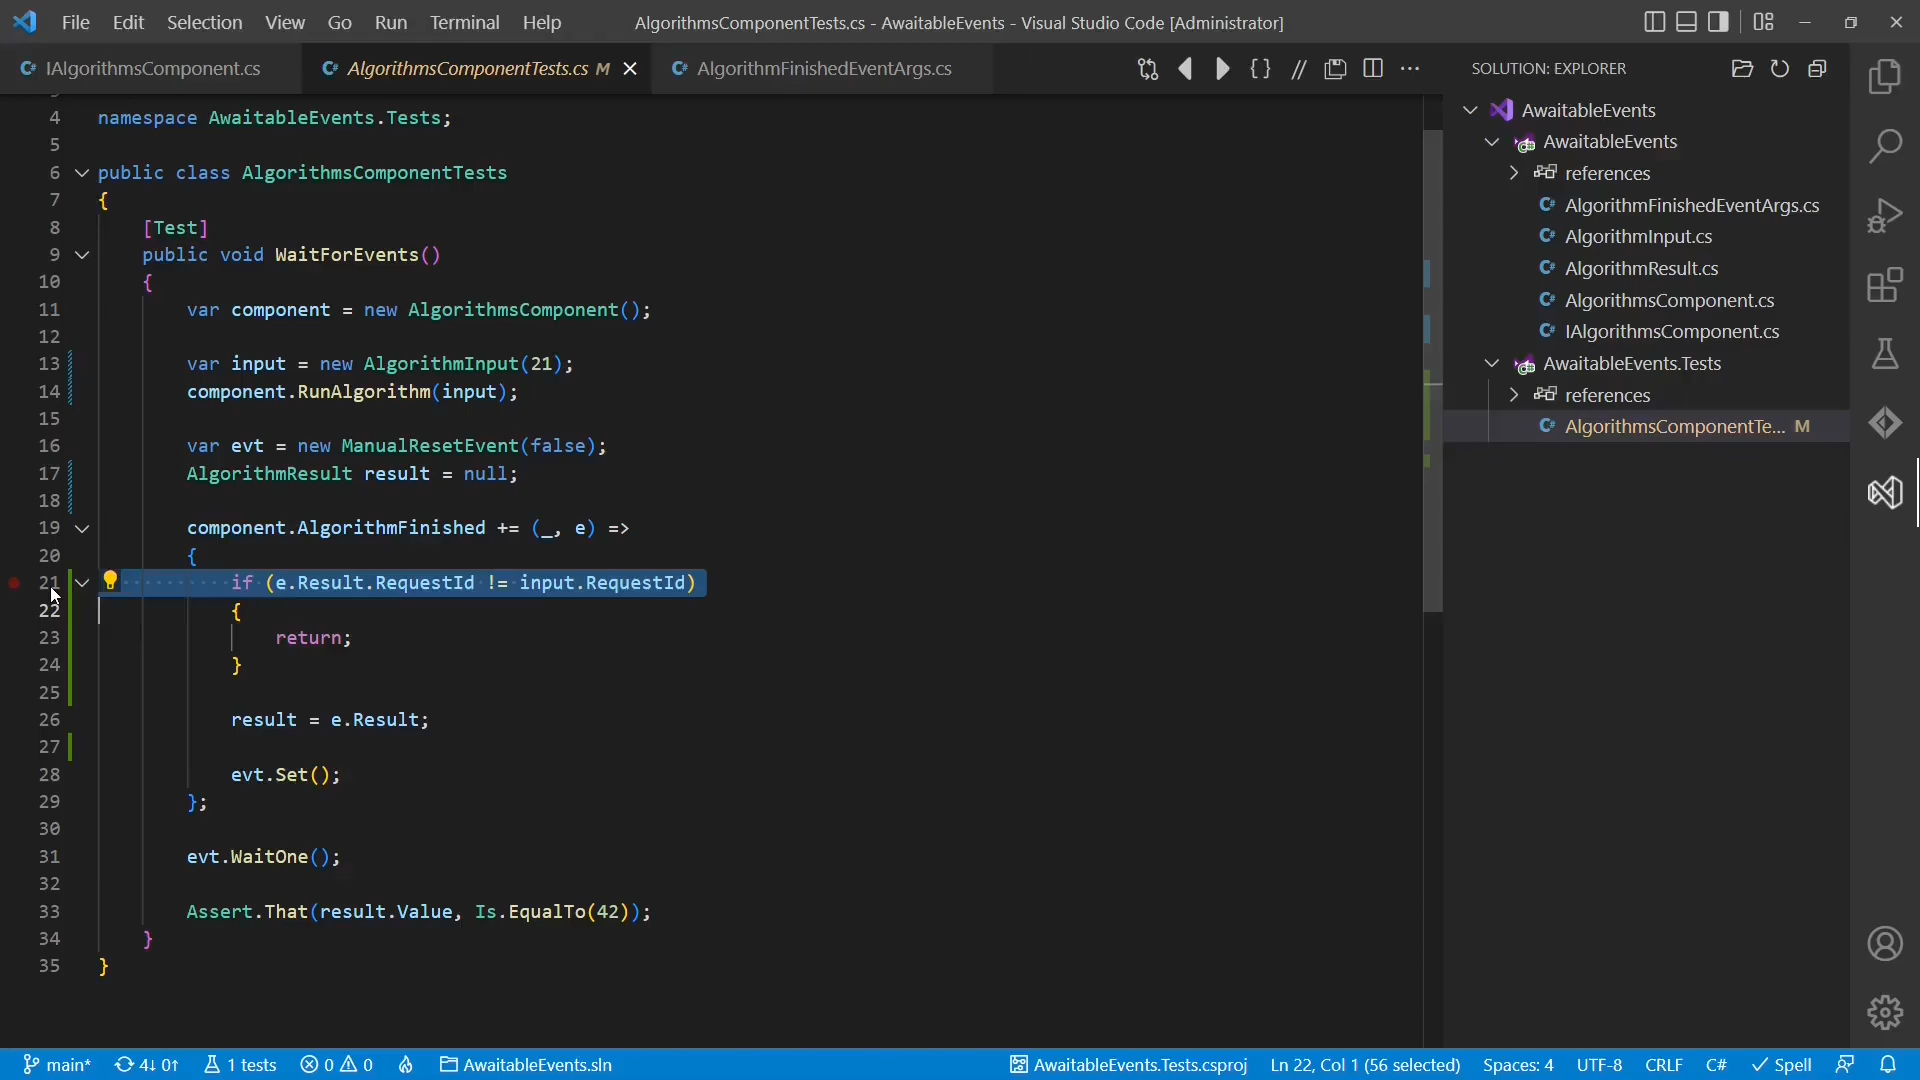 File Edit Selection View Go Run Terminal Help AlgorithmsComponentTests.cs - AwaitableEvents - Visual Studio Code [Administrator]
IAlgorithmsComponent.cs AlgorithmsComponentTests.cs M AlgorithmFinishedEventArgs.cs
4 namespace AwaitableEvents.Tests;
5
6 public class AlgorithmsComponentTests
7 {
8 [Test]
9 public void WaitForEvents()
10 {
11 var component = new AlgorithmsComponent();
12
13 var input = new AlgorithmInput(21);
14 component.RunAlgorithm(input);
15
16 var evt = new ManualResetEvent(false);
17 AlgorithmResult result = null;
18
19 component.AlgorithmFinished += (_, e) =>
20 {
21 if (e.Result.RequestId != input.RequestId)
22 {
23 return;
24 }
25
26 result = e.Result;
27
28 evt.Set();
29 };
30
31 evt.WaitOne();
32
33 Assert.That(result.Value, Is.EqualTo(42));
34 }
35 }
SOLUTION: EXPLORER
AwaitableEvents
AwaitableEvents
references
AlgorithmFinishedEventArgs.cs
AlgorithmInput.cs
AlgorithmResult.cs
AlgorithmsComponent.cs
IAlgorithmsComponent.cs
AwaitableEvents.Tests
references
AlgorithmsComponentTe... M
main* 4↓ 0↑ 1 tests 0 0 AwaitableEvents.sln AwaitableEvents.Tests.csproj Ln 22, Col 1 (56 selected) Spaces: 4 UTF-8 CRLF C# Spell